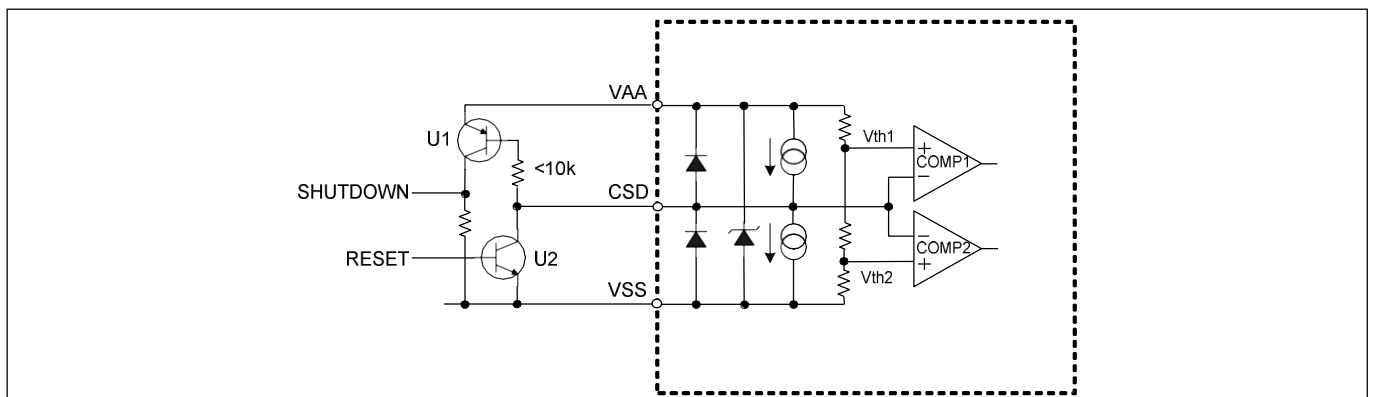 VAA
U1
Vth1
+
COMP1
−
<10k
SHUTDOWN
CSD
−
COMP2
+
RESET
U2
Vth2
VSS